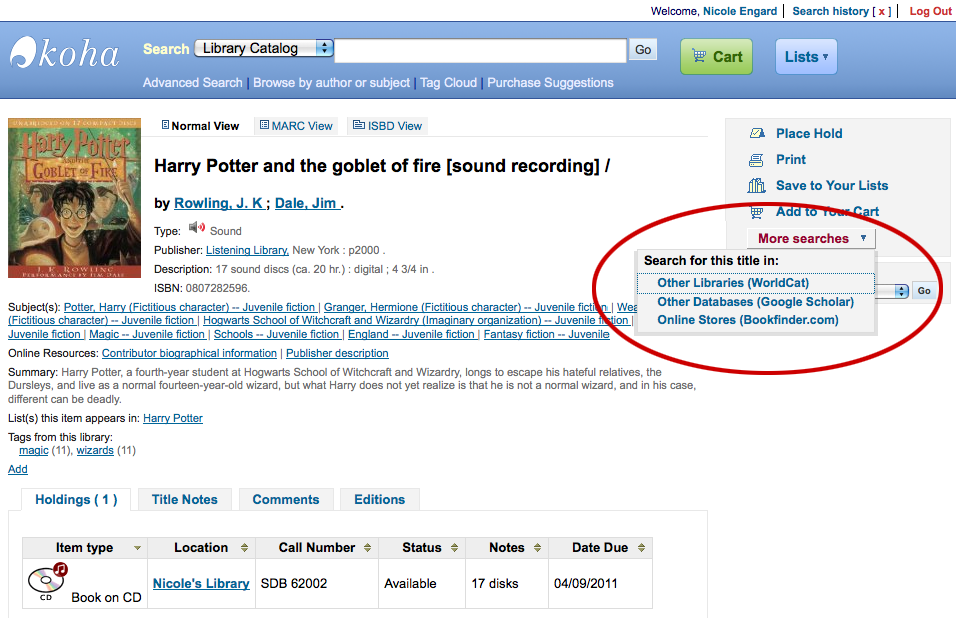 Welcome, Nicole Engard | Search history [ x ] | Log Out
koha
Search Library Catalog Go Cart Lists ▾
Advanced Search | Browse by author or subject | Tag Cloud | Purchase Suggestions
UNABRIDGED ON 17 COMPACT DISCS
Harry Potter
AND THE
GOBLET OF FIRE
J. K. ROWLING
PERFORMANCE BY JIM DALE
Normal View MARC View ISBD View
Harry Potter and the goblet of fire [sound recording] /
by Rowling, J. K ; Dale, Jim .
Type: Sound
Publisher: Listening Library, New York : p2000 .
Description: 17 sound discs (ca. 20 hr.) : digital ; 4 3/4 in .
ISBN: 0807282596.
Subject(s): Potter, Harry (Fictitious character) -- Juvenile fiction | Granger, Hermione (Fictitious character) -- Juvenile fiction |
(Fictitious character) -- Juvenile fiction | Hogwarts School of Witchcraft and Wizardry (Imaginary organization) -- Juvenile fiction |
Juvenile fiction | Magic -- Juvenile fiction | Schools -- Juvenile fiction | England -- Juvenile fiction | Fantasy fiction -- Juvenile
Online Resources: Contributor biographical information | Publisher description
Summary: Harry Potter, a fourth-year student at Hogwarts School of Witchcraft and Wizardry, longs to escape his hateful relatives, the
Dursleys, and live as a normal fourteen-year-old wizard, but what Harry does not yet realize is that he is not a normal wizard, and in his case,
different can be deadly.
List(s) this item appears in: Harry Potter
Tags from this library:
magic (11), wizards (11)
Add
Place Hold
Print
Save to Your Lists
Add to Your Cart
More searches ▾
Search for this title in:
Other Libraries (WorldCat)
Other Databases (Google Scholar)
Online Stores (Bookfinder.com)
Go
Holdings ( 1 ) Title Notes Comments Editions
Item type Location Call Number Status Notes Date Due
CD Book on CD Nicole's Library SDB 62002 Available 17 disks 04/09/2011